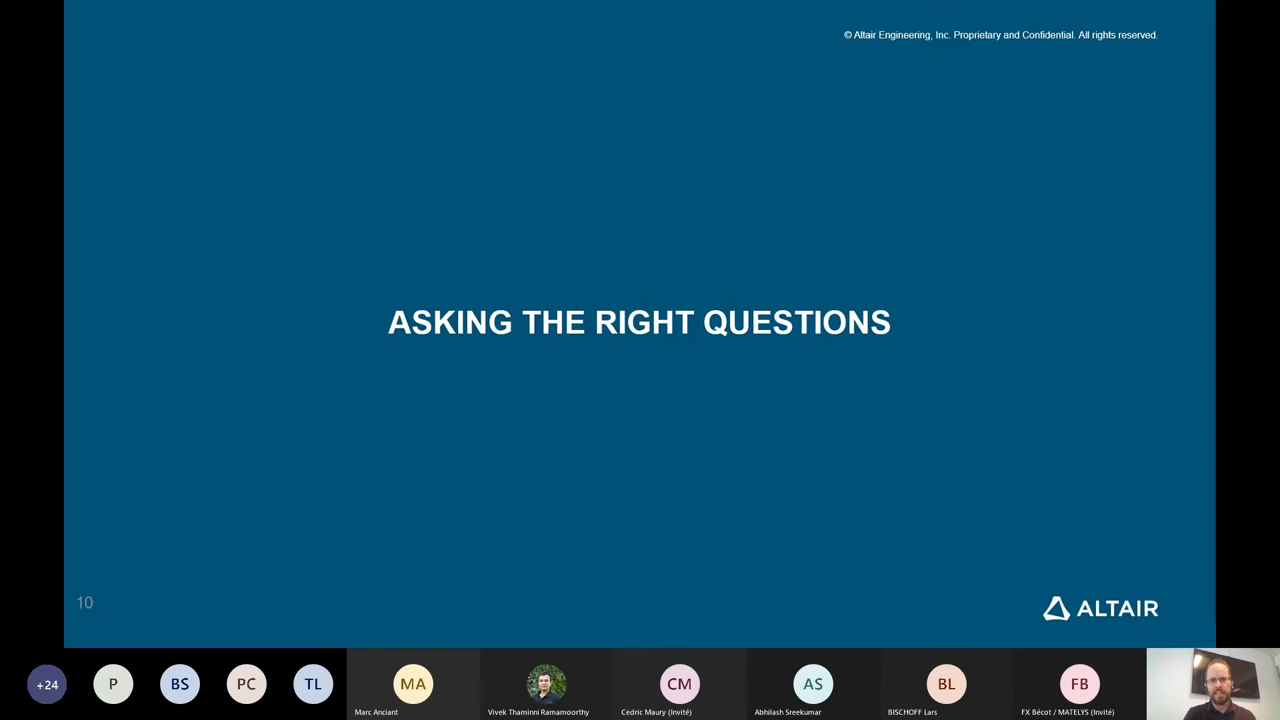 © Altair Engineering, Inc. Proprietary and Confidential. All rights reserved.
ASKING THE RIGHT QUESTIONS
10
ALTAIR
+24
P
BS
PC
TL
MA
CM
AS
BL
FB
Marc Anciant
Vivek Thaminni Ramamoorthy
Cedric Maury (Invité)
Abhilash Sreekumar
BISCHOFF Lars
FX Bécot / MATELYS (Invité)